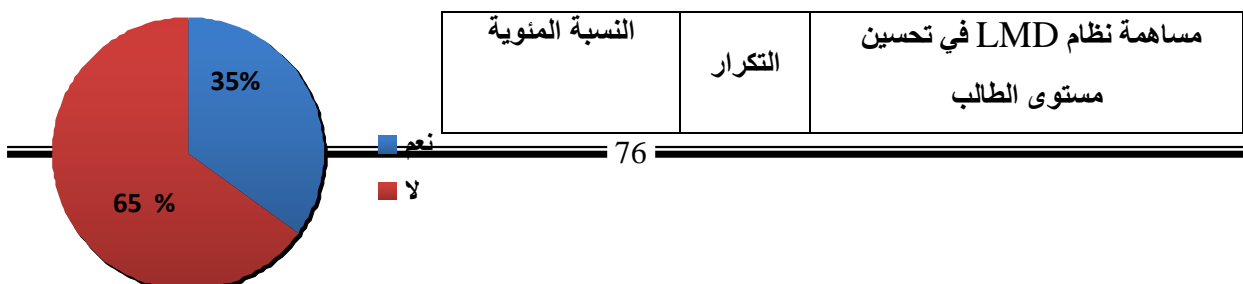 مساهمة نظام LMD في تحسين
مستوى الطالب
التكرار
النسبة المئوية
35%
65 %
نعم
لا
76